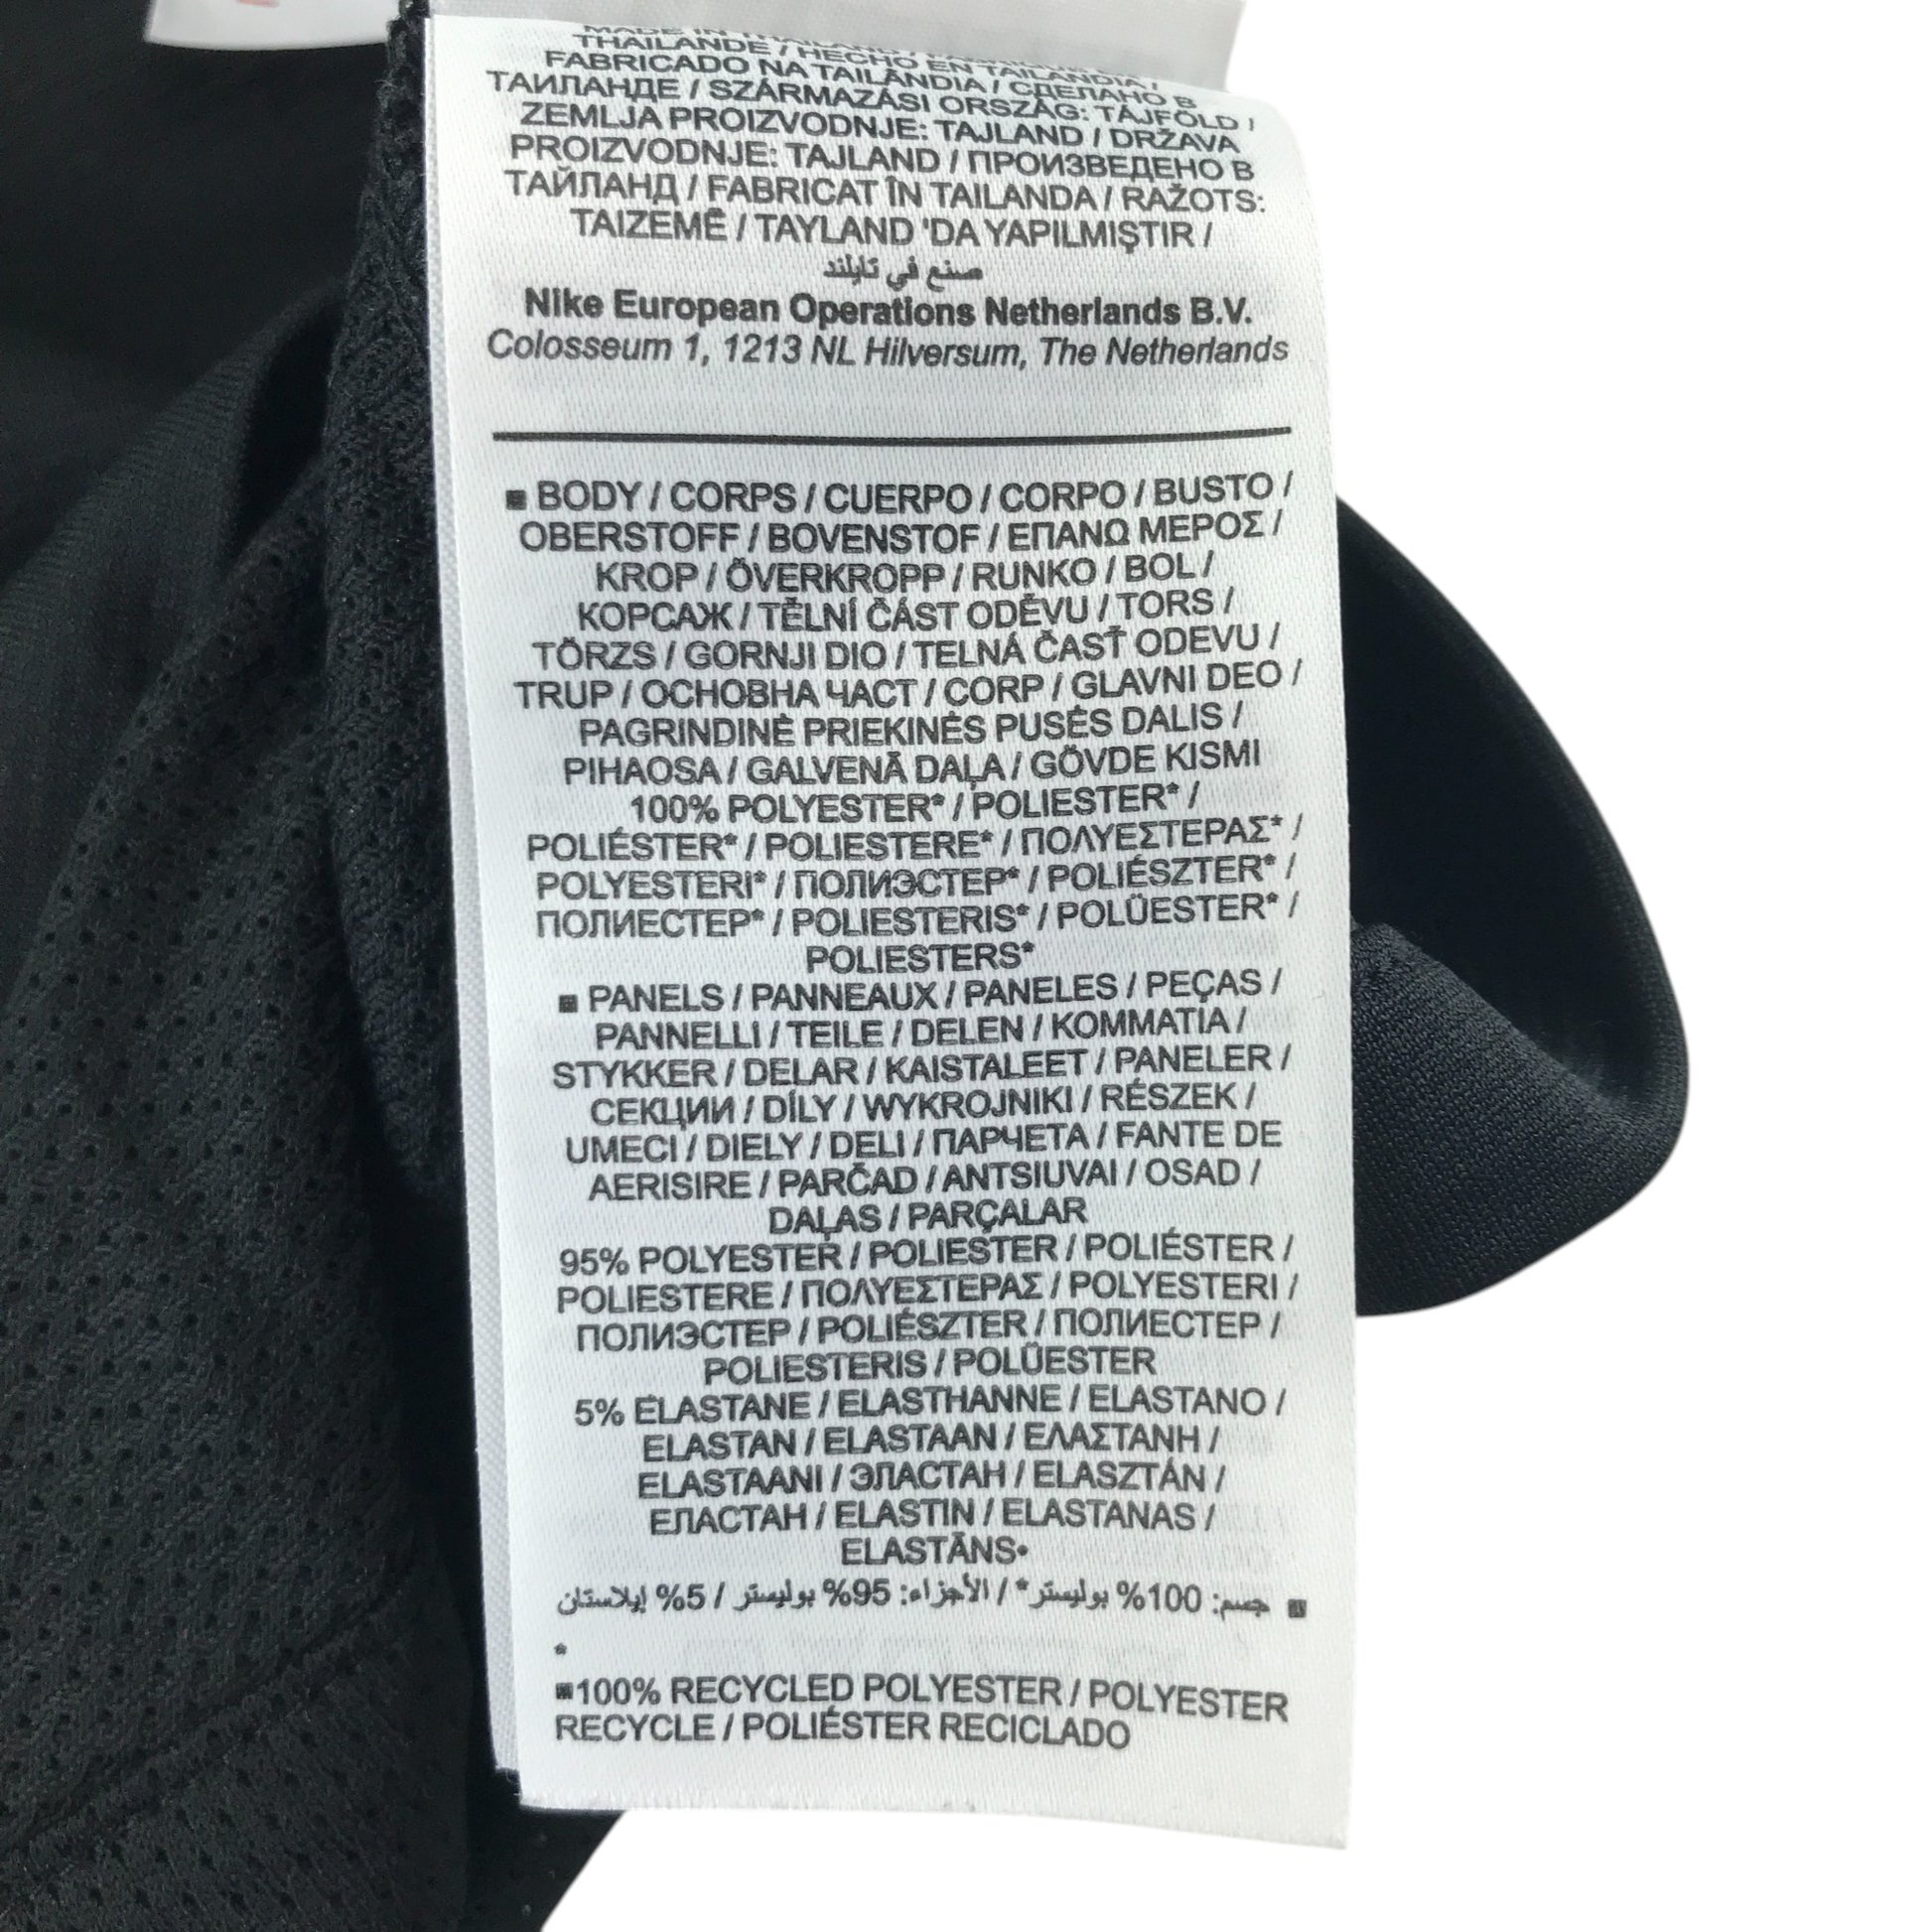 MADE IN THAILAND /
THAILANDE / HECHO EN TAILANDIA /
FABRICADO NA TAILÂNDIA / СДЕЛАНО В
ТАИЛАНДЕ / SZÁRMAZÁSI ORSZÁG: TÁJFÖLD /
ZEMLJA PROIZVODNJE: TAJLAND / DRŽAVA
PROIZVODNJE: TAJLAND / ПРОИЗВЕДЕНО В
ТАЙЛАНД / FABRICAT ÎN TAILANDA / RAŽOTS:
TAIZEMĒ / TAYLAND 'DA YAPILMIŞTIR /
صنع في تايلند
Nike European Operations Netherlands B.V.
Colosseum 1, 1213 NL Hilversum, The Netherlands
■ BODY / CORPS / CUERPO / CORPO / BUSTO /
OBERSTOFF / BOVENSTOF / ΕΠΑΝΩ ΜΕΡΟΣ /
KROP / ÖVERKROPP / RUNKO / BOL /
КОРСАЖ / TĚLNÍ ČÁST ODĚVU / TORS /
TÖRZS / GORNJI DIO / TELNÁ ČASŤ ODEVU /
TRUP / ОСНОВНА ЧАСТ / CORP / GLAVNI DEO /
PAGRINDINĖ PRIEKINĖS PUSĖS DALIS /
PIHAOSA / GALVENĀ DAĻA / GÖVDE KISMI
100% POLYESTER* / POLIESTER* /
POLIÉSTER* / POLIESTERE* / ΠΟΛΥΕΣΤΕΡΑΣ* /
POLYESTERI* / ПОЛИЭСТЕР* / POLIÉSZTER* /
ПОЛИЕСТЕР* / POLIESTERIS* / POLÜESTER* /
POLIESTERS*
■ PANELS / PANNEAUX / PANELES / PEÇAS /
PANNELLI / TEILE / DELEN / ΚΟΜΜΑΤΙΑ /
STYKKER / DELAR / KAISTALEET / PANELER /
СЕКЦИИ / DÍLY / WYKROJNIKI / RÉSZEK /
UMECI / DIELY / DELI / ПАРЧЕТА / FANTE DE
AERISIRE / PARČAD / ANTSIUVAI / OSAD /
DAĻAS / PARÇALAR
95% POLYESTER / POLIESTER / POLIÉSTER /
POLIESTERE / ΠΟΛΥΕΣΤΕΡΑΣ / POLYESTERI /
ПОЛИЭСТЕР / POLIÉSZTER / ПОЛИЕСТЕР /
POLIESTERIS / POLÜESTER
5% ELASTANE / ELASTHANNE / ELASTANO /
ELASTAN / ELASTAAN / ΕΛΑΣΤΑΝΗ /
ELASTAANI / ЭЛАСТАН / ELASZTÁN /
ЕЛАСТАН / ELASTIN / ELASTANAS /
ELASTĀNS•
■ جسم: 100% بوليستر* / الأجزاء: 95% بوليستر / 5% إيلاستان
*
■100% RECYCLED POLYESTER / POLYESTER
RECYCLE / POLIÉSTER RECICLADO